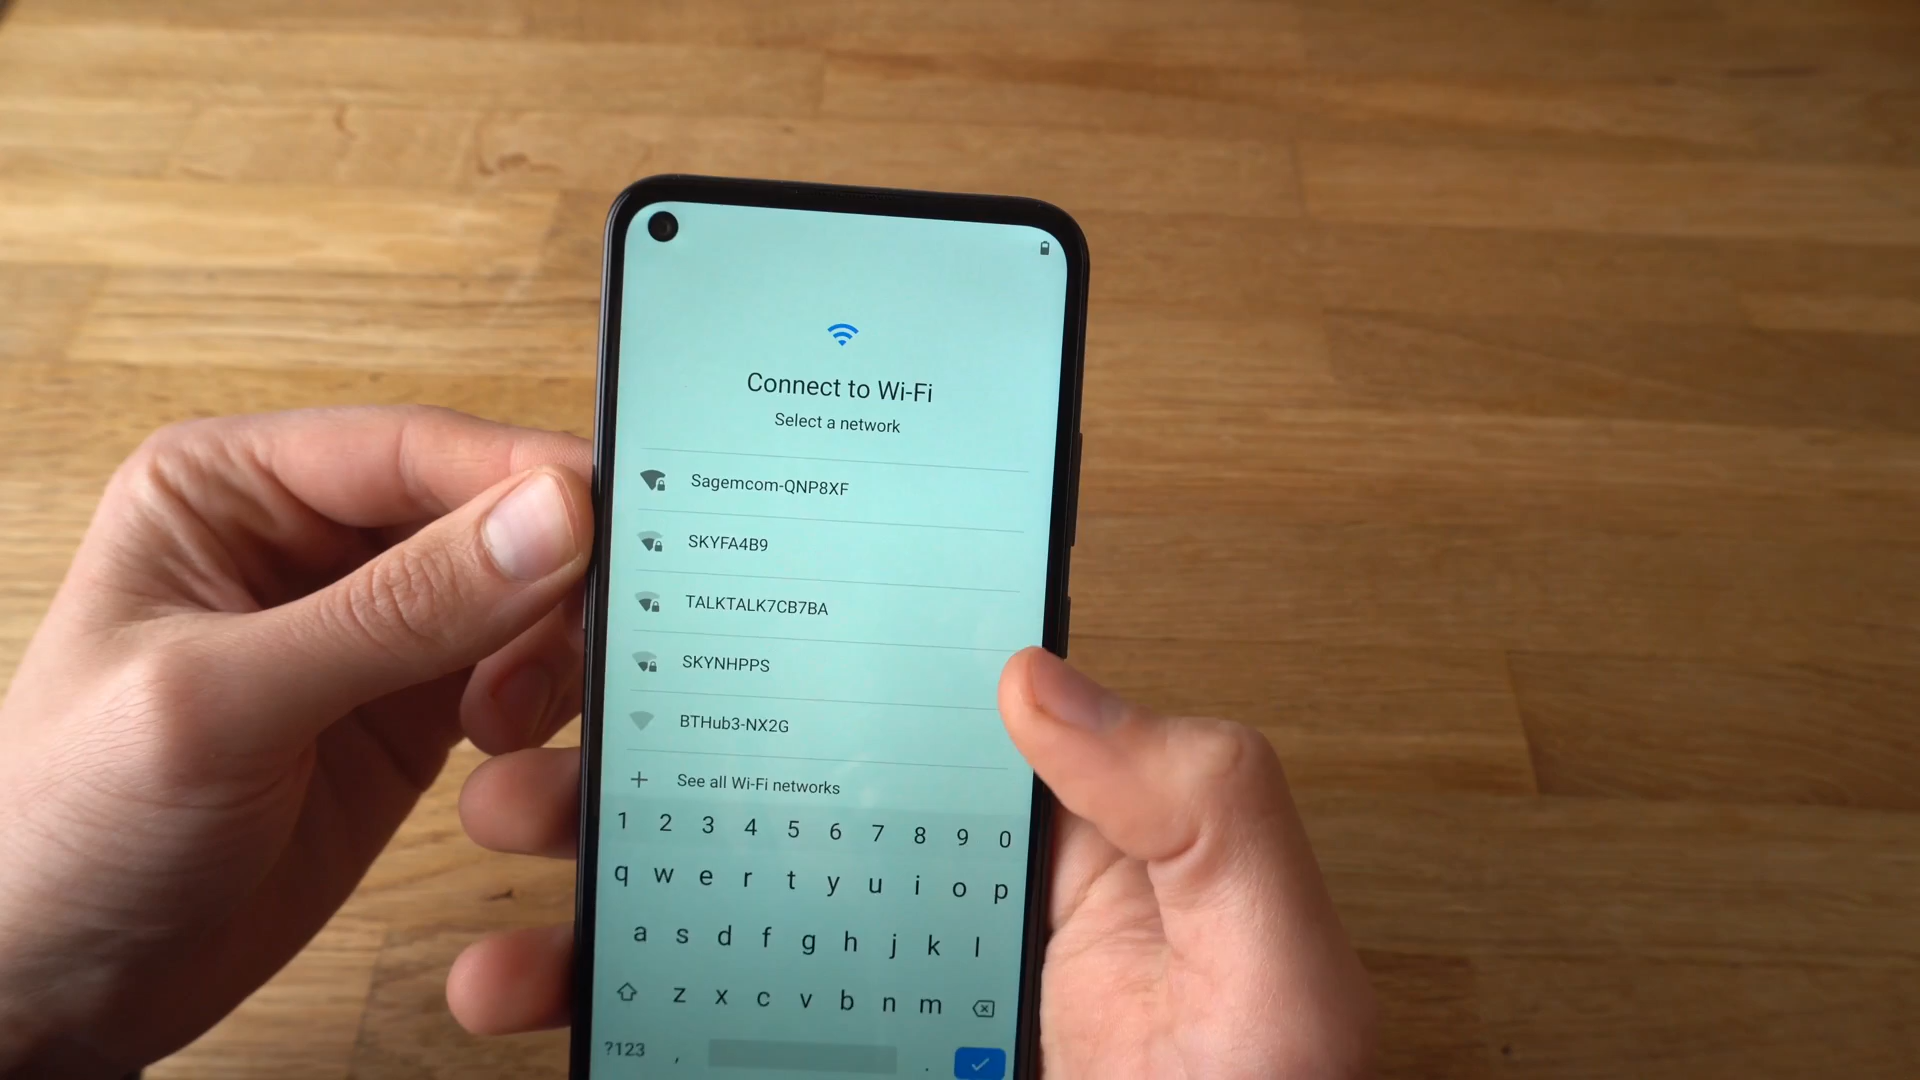 Connect to Wi-Fi
Select a network
Sagemcom-QNP8XF
SKYFA4B9
TALKTALK7CB7BA
SKYNHPPS
BTHub3-NX2G
+ See all Wi-Fi networks
1 2 3 4 5 6 7 8 9 0
q w e r t y u i o p
a s d f g h j k l
z x c v b n m
?123 , .